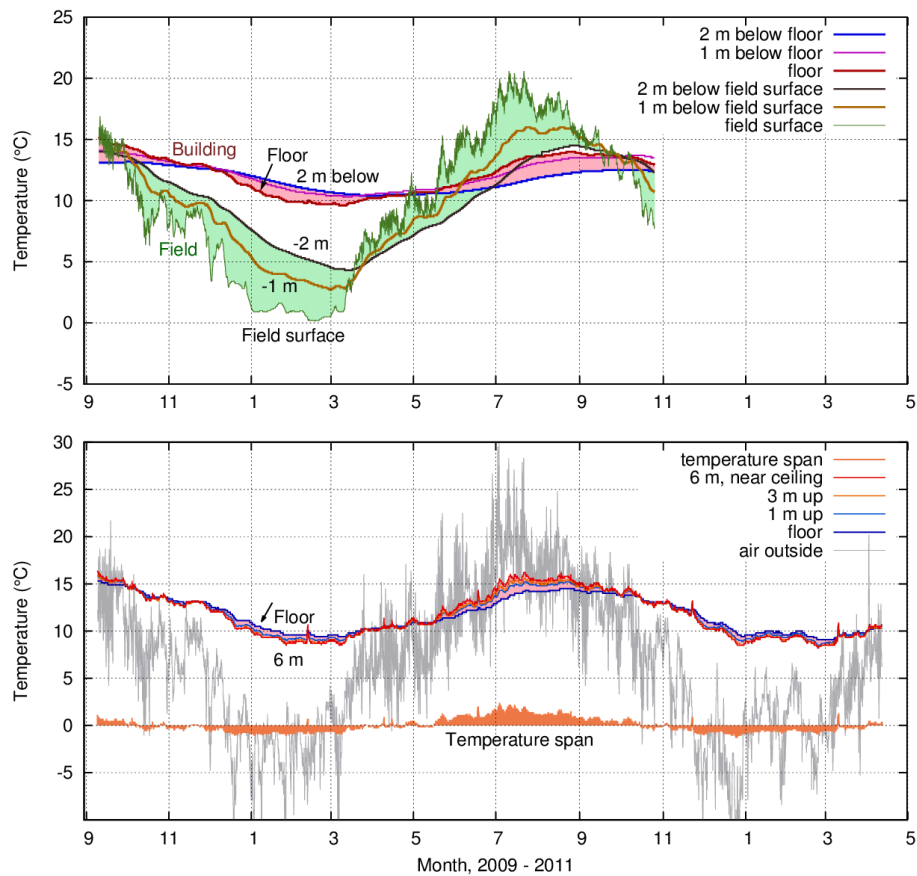 25
20
15
10
5
0
-5
Temperature (°C)
2 m below floor
1 m below floor
floor
2 m below field surface
1 m below field surface
field surface
Building
Floor
2 m below
-2 m
Field
-1 m
Field surface
9 11 1 3 5 7 9 11 1 3 5
30
25
20
15
10
5
0
-5
Temperature (°C)
temperature span
6 m, near ceiling
3 m up
1 m up
floor
air outside
Floor
6 m
Temperature span
9 11 1 3 5 7 9 11 1 3 5
Month, 2009 - 2011